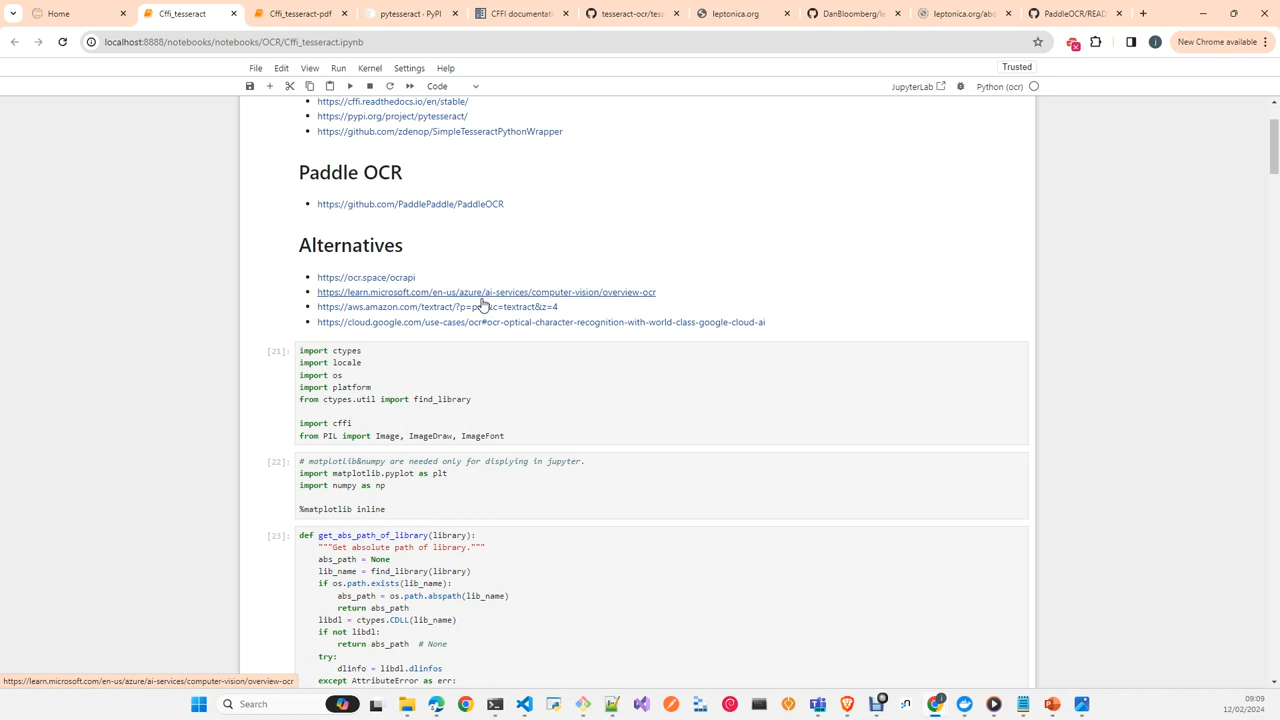 Home
Cffi_tesseract
Cffi_tesseract-pdf
pytesseract - PyPI
CFFI documentatio
tesseract-ocr/tess
leptonica.org
DanBloomberg/le
leptonica.org/abo
PaddleOCR/READ
localhost:8888/notebooks/notebooks/OCR/Cffi_tesseract.ipynb
New Chrome available
File Edit View Run Kernel Settings Help
Trusted
Code
JupyterLab
Python (ocr)
https://cffi.readthedocs.io/en/stable/
https://pypi.org/project/pytesseract/
https://github.com/zdenop/SimpleTesseractPythonWrapper
Paddle OCR
https://github.com/PaddlePaddle/PaddleOCR
Alternatives
https://ocr.space/ocrapi
https://learn.microsoft.com/en-us/azure/ai-services/computer-vision/overview-ocr
https://aws.amazon.com/textract/?p=p &c=textract&z=4
https://cloud.google.com/use-cases/ocr#ocr-optical-character-recognition-with-world-class-google-cloud-ai
[21]:
import ctypes
import locale
import os
import platform
from ctypes.util import find_library
import cffi
from PIL import Image, ImageDraw, ImageFont
[22]:
# matplotlib&numpy are needed only for displying in jupyter.
import matplotlib.pyplot as plt
import numpy as np
%matplotlib inline
[23]:
def get_abs_path_of_library(library):
"""Get absolute path of library."""
abs_path = None
lib_name = find_library(library)
if os.path.exists(lib_name):
abs_path = os.path.abspath(lib_name)
return abs_path
libdl = ctypes.CDLL(lib_name)
if not libdl:
return abs_path # None
try:
dlinfo = libdl.dlinfos
except AttributeError as err:
https://learn.microsoft.com/en-us/azure/ai-services/computer-vision/overview-ocr
Search
09:09
12/02/2024